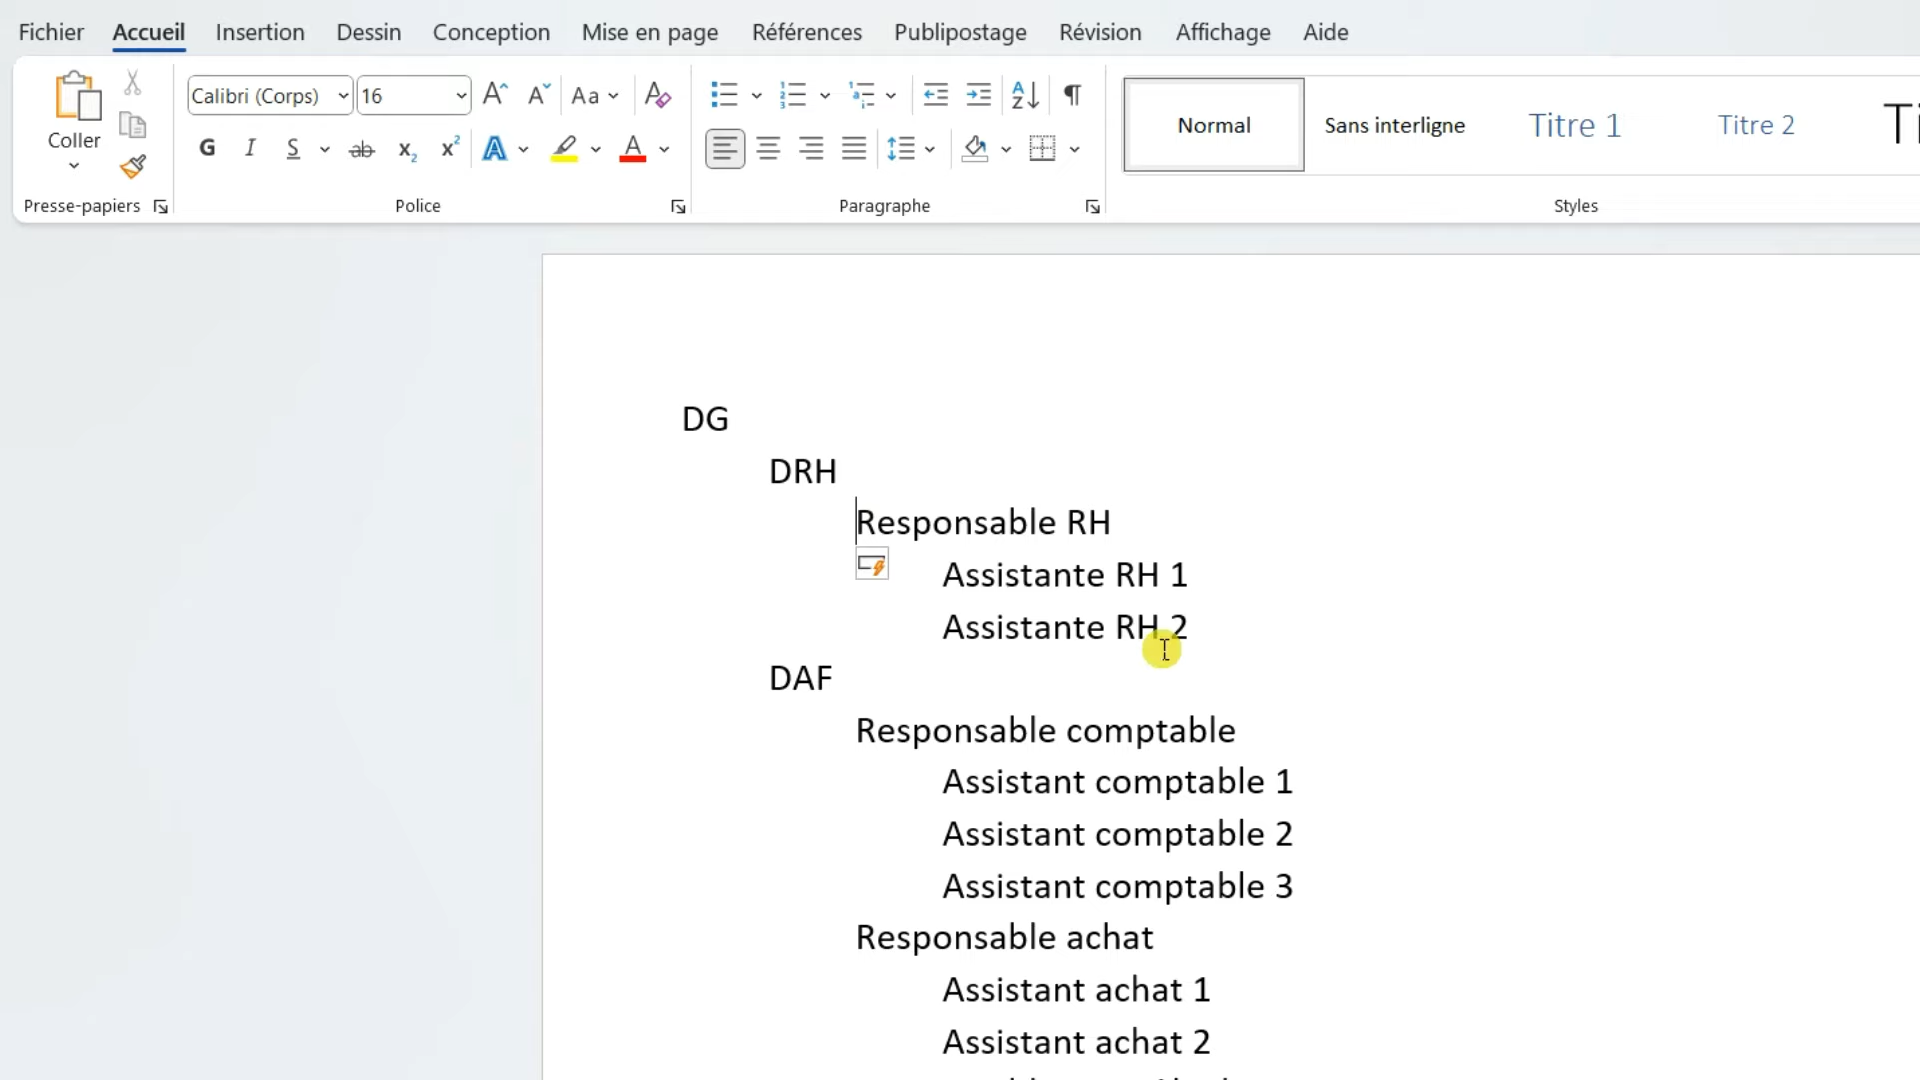 Fichier Accueil Insertion Dessin Conception Mise en page Références Publipostage Révision Affichage Aide
Coller
Calibri (Corps) 16
Normal Sans interligne Titre 1 Titre 2
Presse-papiers Police Paragraphe Styles
DG
DRH
Responsable RH
Assistante RH 1
Assistante RH 2
DAF
Responsable comptable
Assistant comptable 1
Assistant comptable 2
Assistant comptable 3
Responsable achat
Assistant achat 1
Assistant achat 2